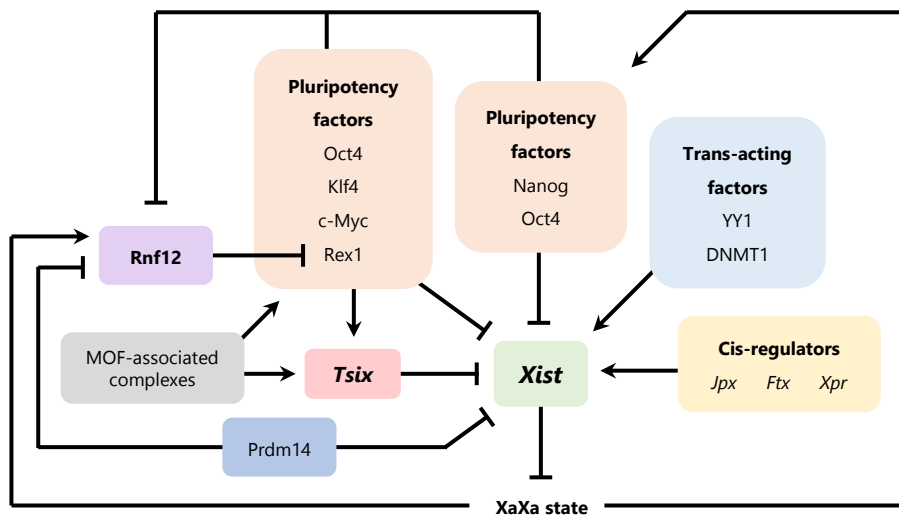 Pluripotency
factors
Oct4
Klf4
c-Myc
Rex1
Pluripotency
factors
Nanog
Oct4
Trans-acting
factors
YY1
DNMT1
Rnf12
MOF-associated
complexes
Tsix
Xist
Cis-regulators
Jpx Ftx Xpr
Prdm14
XaXa state